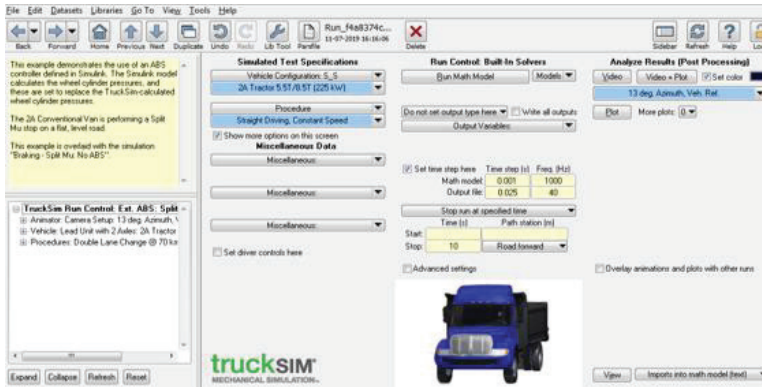 File Edit Datasets Libraries Go To View Tools Help
Back Forward Home Previous Next Duplicate Undo Redo Lib Tool Parsfile
Run_f4a8374c...
11-07-2019 16:16:06
Delete Sidebar Refresh Help
This example demonstrates the use of an ABS
controller defined in Simulink. The Simulink model
calculates the wheel cylinder pressures, and
these are set to replace the TruckSim-calculated
wheel cylinder pressures.
The 2A Conventional Van is performing a Split
Mu stop on a flat, level road.
This example is overlaid with the simulation
"Braking - Split Mu: No ABS".
TruckSim Run Control: Ext. ABS: Split
Animator: Camera Setup: 13 deg. Azimuth, V
Vehicle: Lead Unit with 2 Axles: 2A Tractor
Procedures: Double Lane Change @ 70 km
Expand Collapse Refresh Reset
Simulated Test Specifications
Vehicle Configuration: S_S
2A Tractor 5.5T/8.5T (225 kW)
Procedure
Straight Driving, Constant Speed
Show more options on this screen
Miscellaneous Data
Miscellaneous:
Miscellaneous:
Miscellaneous:
Set driver controls here
truckSIM
MECHANICAL SIMULATION
Run Control: Built-In Solvers
Run Math Model Models
Do not set output type here Write all outputs
Output Variables:
Set time step here Time step (s) Freq. (Hz)
Math model: 0.001 1000
Output file: 0.025 40
Stop run at specified time
Time (s) Path station (m)
Start:
Stop: 10 Road forward
Advanced settings
Analyze Results (Post Processing)
Video Video + Plot Set color
13 deg. Azimuth, Veh. Ref.
Plot More plots: 0
Overlay animations and plots with other runs
View Imports into math model (text)